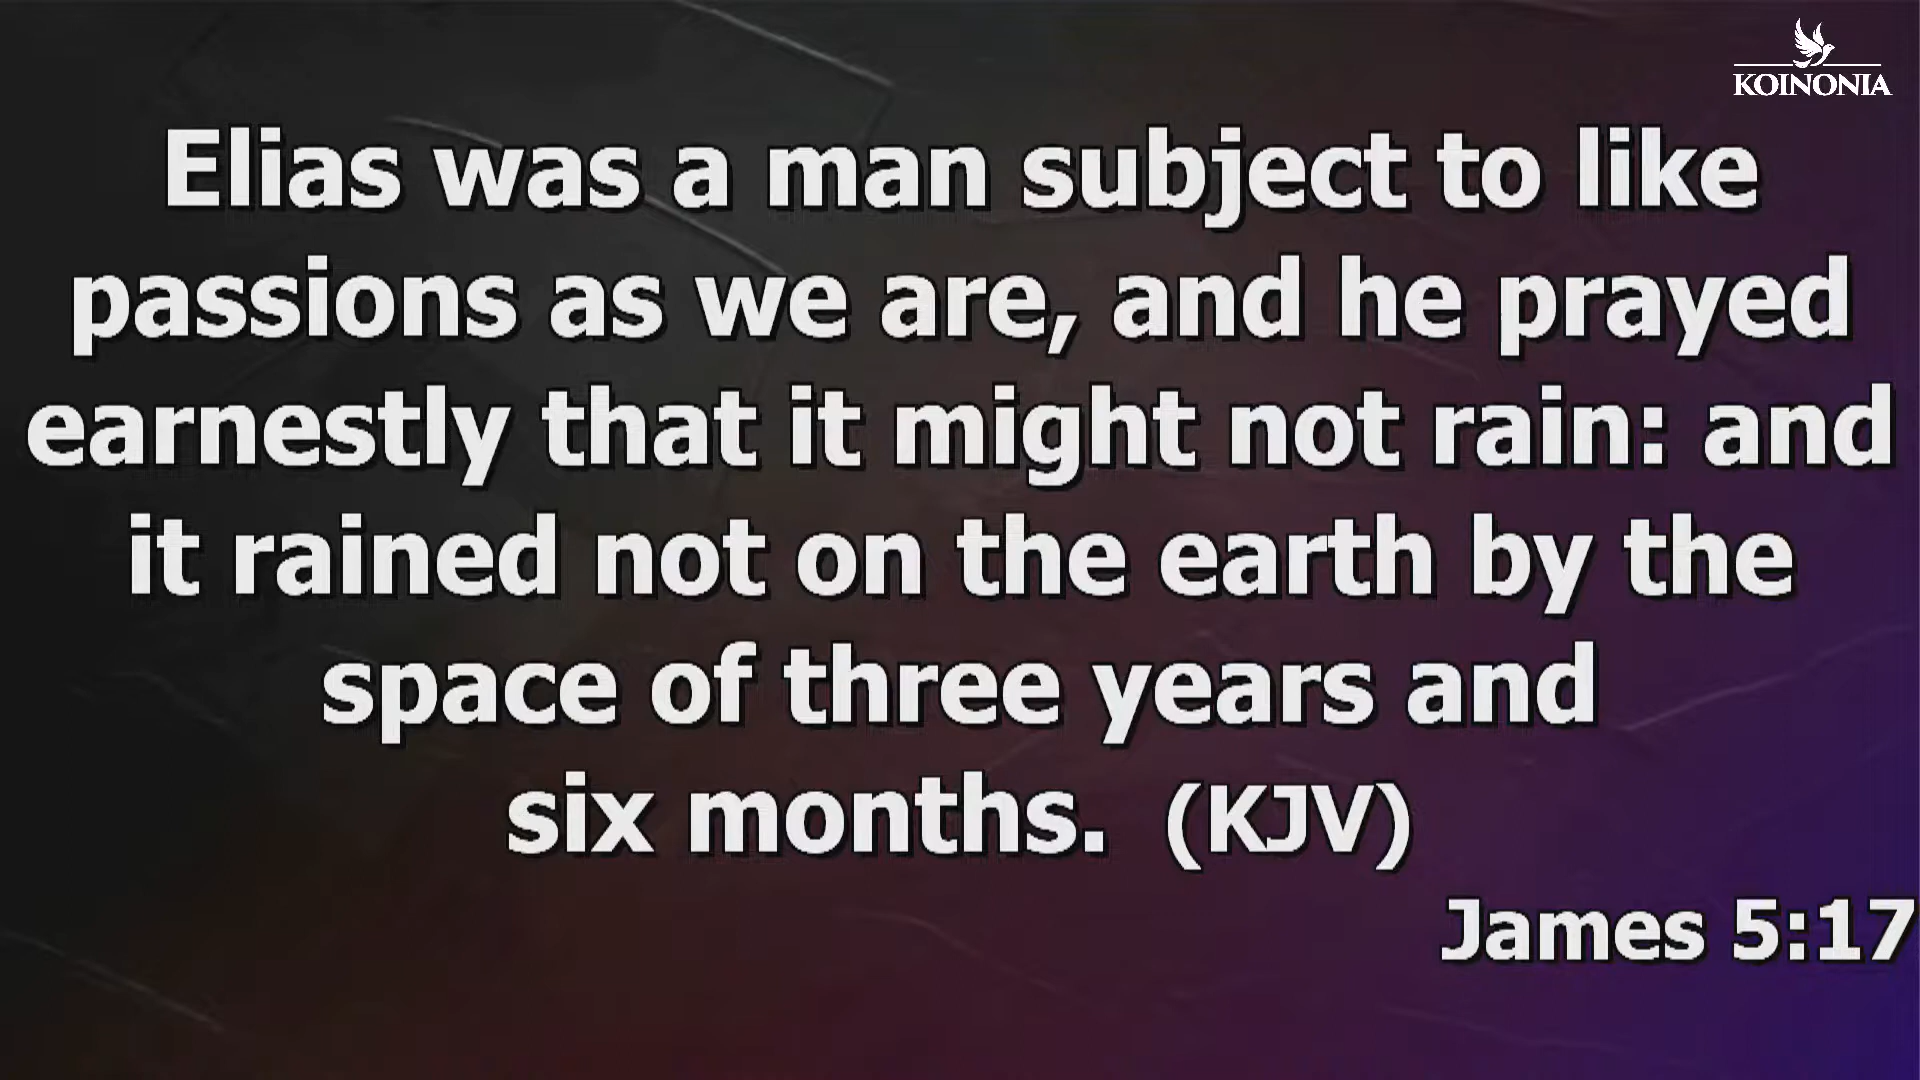 KOINONIA
Elias was a man subject to like
passions as we are, and he prayed
earnestly that it might not rain: and
it rained not on the earth by the
space of three years and
six months. (KJV)
James 5:17